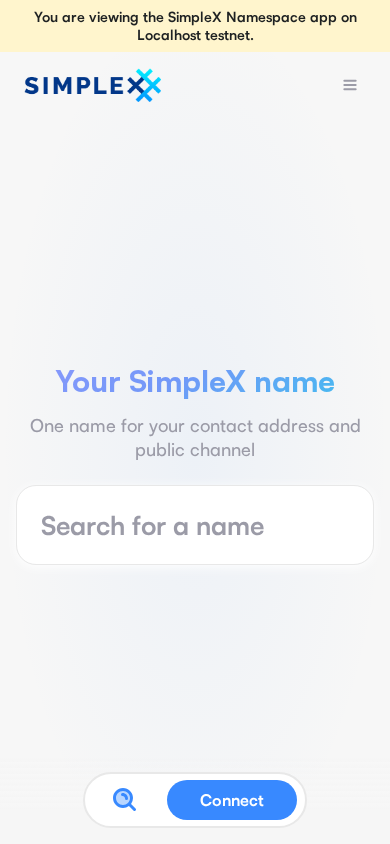 You are viewing the SimpleX Namespace app on
Localhost testnet.
SIMPLEX
Your SimpleX name
One name for your contact address and
public channel
Search for a name
Connect